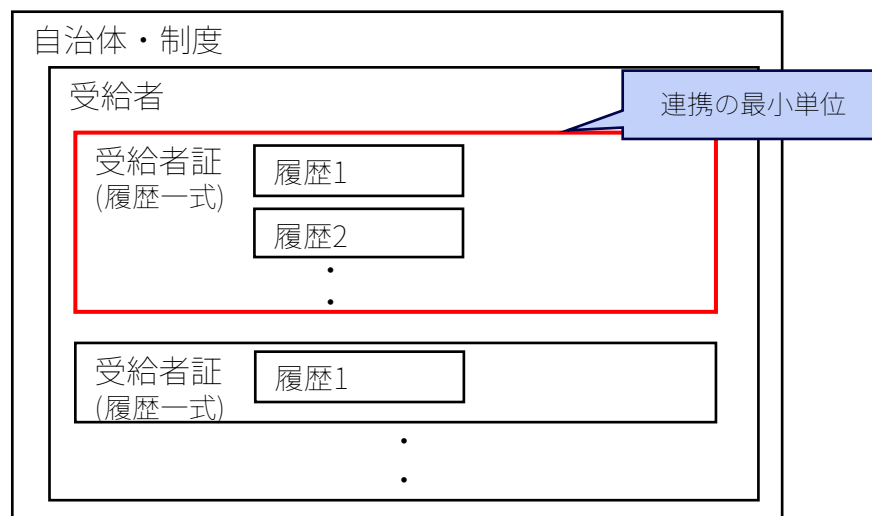 自治体・制度
受給者
連携の最小単位
受給者証
(履歴一式)
履歴1
履歴2
・
・
受給者証
(履歴一式)
履歴1
・
・